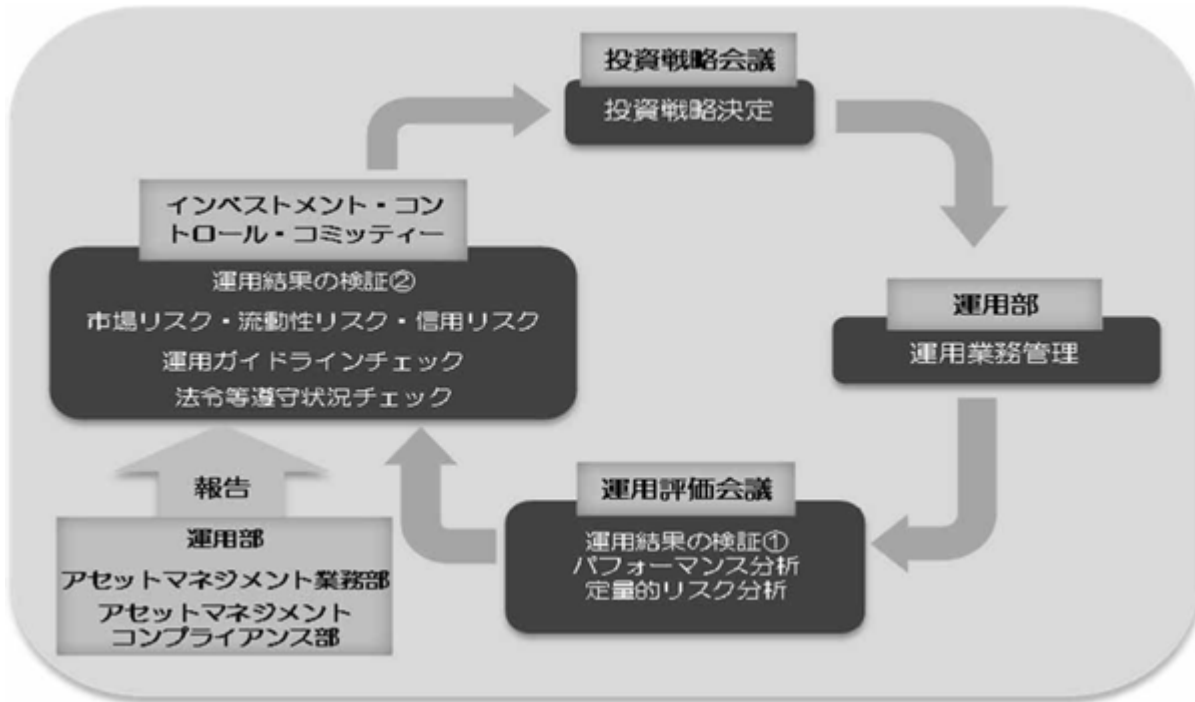 投資戦略会議
投資戦略決定
インベストメント・コン
トロール・コミッティー
運用結果の検証②
市場リスク・流動性リスク・信用リスク
運用ガイドラインチェック
法令等遵守状況チェック
運用部
運用業務管理
運用評価会議
運用結果の検証①
パフォーマンス分析
定量的リスク分析
報告
運用部
アセットマネジメント業務部
アセットマネジメント
コンプライアンス部